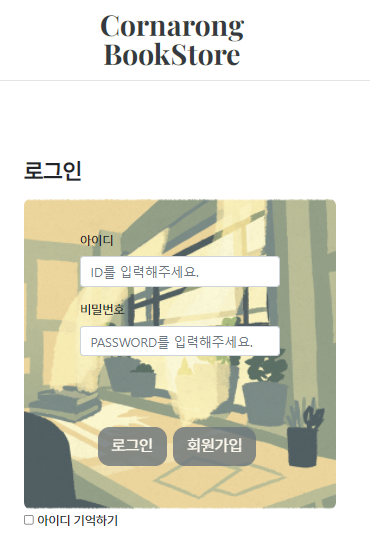 Cornarong
BookStore
로그인
아이디
ID를 입력해주세요.
비밀번호
PASSWORD를 입력해주세요.
로그인 회원가입
아이디 기억하기